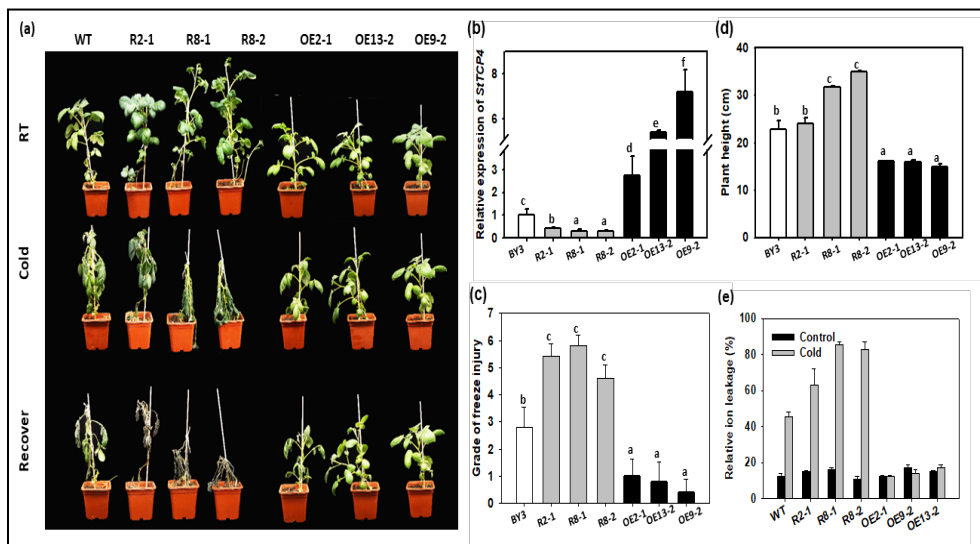 (a)
WT R2-1 R8-1 R8-2 OE2-1 OE13-2 OE9-2
RT
Cold
Recover
(b)
Relative expression of StTCP4
8
6
3
2
1
0
c
b
a
a
d
e
f
BY3 R2-1 R8-1 R8-2 OE2-1 OE13-2 OE9-2
(c)
Grade of freeze injury
7
6
5
4
3
2
1
0
b
c
c
c
a
a
a
BY3 R2-1 R8-1 R8-2 OE2-1 OE13-2 OE9-2
(d)
Plant height (cm)
40
30
20
10
0
b
b
c
c
a
a
a
BY3 R2-1 R8-1 R8-2 OE2-1 OE13-2 OE9-2
(e)
Relative ion leakage (%)
100
80
60
40
20
0
Control
Cold
WT R2-1 R8-1 R8-2 OE2-1 OE9-2 OE13-2